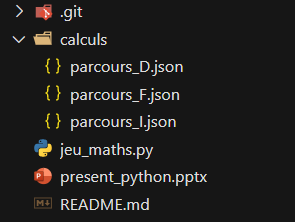 .git
calculs
parcours_D.json
parcours_F.json
parcours_I.json
jeu_maths.py
present_python.pptx
README.md